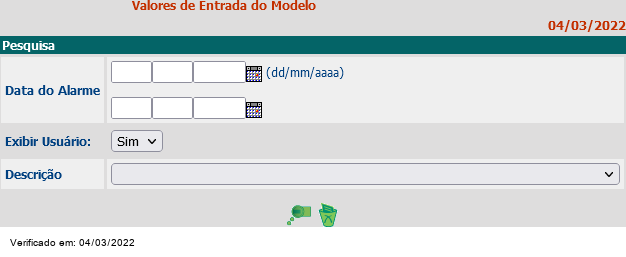 Valores de Entrada do Modelo
04/03/2022
Pesquisa
Data do Alarme
(dd/mm/aaaa)
Exibir Usuário:
Sim
Descrição
Verificado em: 04/03/2022